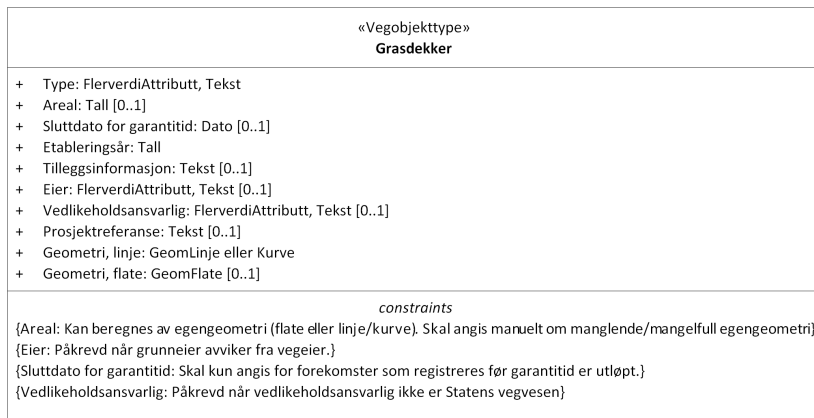 «Vegobjekttype»
Grasdekker
+ Type: FlerverdiAttributt, Tekst
+ Areal: Tall [0..1]
+ Sluttdato for garantitid: Dato [0..1]
+ Etableringsår: Tall
+ Tilleggsinformasjon: Tekst [0..1]
+ Eier: FlerverdiAttributt, Tekst [0..1]
+ Vedlikeholdsansvarlig: FlerverdiAttributt, Tekst [0..1]
+ Prosjektreferanse: Tekst [0..1]
+ Geometri, linje: GeomLinje eller Kurve
+ Geometri, flate: GeomFlate [0..1]
constraints
{Areal: Kan beregnes av egengeometri (flate eller linje/kurve). Skal angis manuelt om manglende/mangelfull egengeometri}
{Eier: Påkrevd når grunneier avviker fra vegeier.}
{Sluttdato for garantitid: Skal kun angis for forekomster som registreres før garantitid er utløpt.}
{Vedlikeholdsansvarlig: Påkrevd når vedlikeholdsansvarlig ikke er Statens vegvesen}